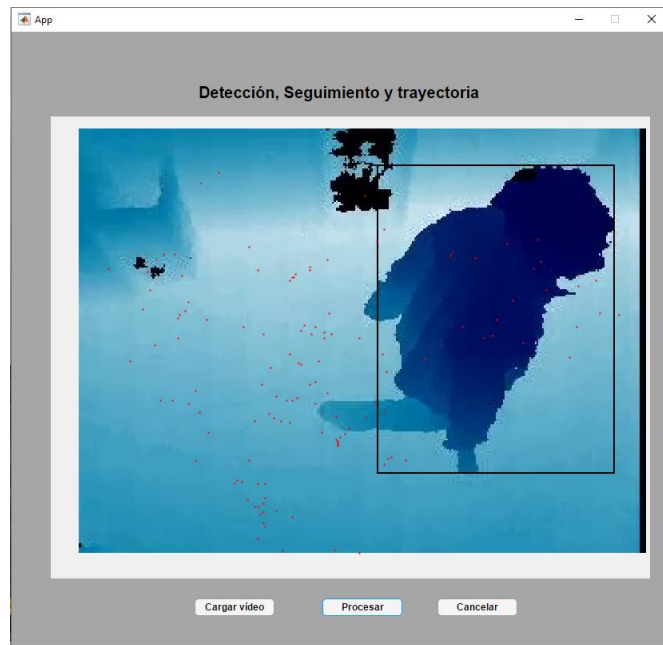 App
Detección, Seguimiento y trayectoria
Cargar vídeo
Procesar
Cancelar